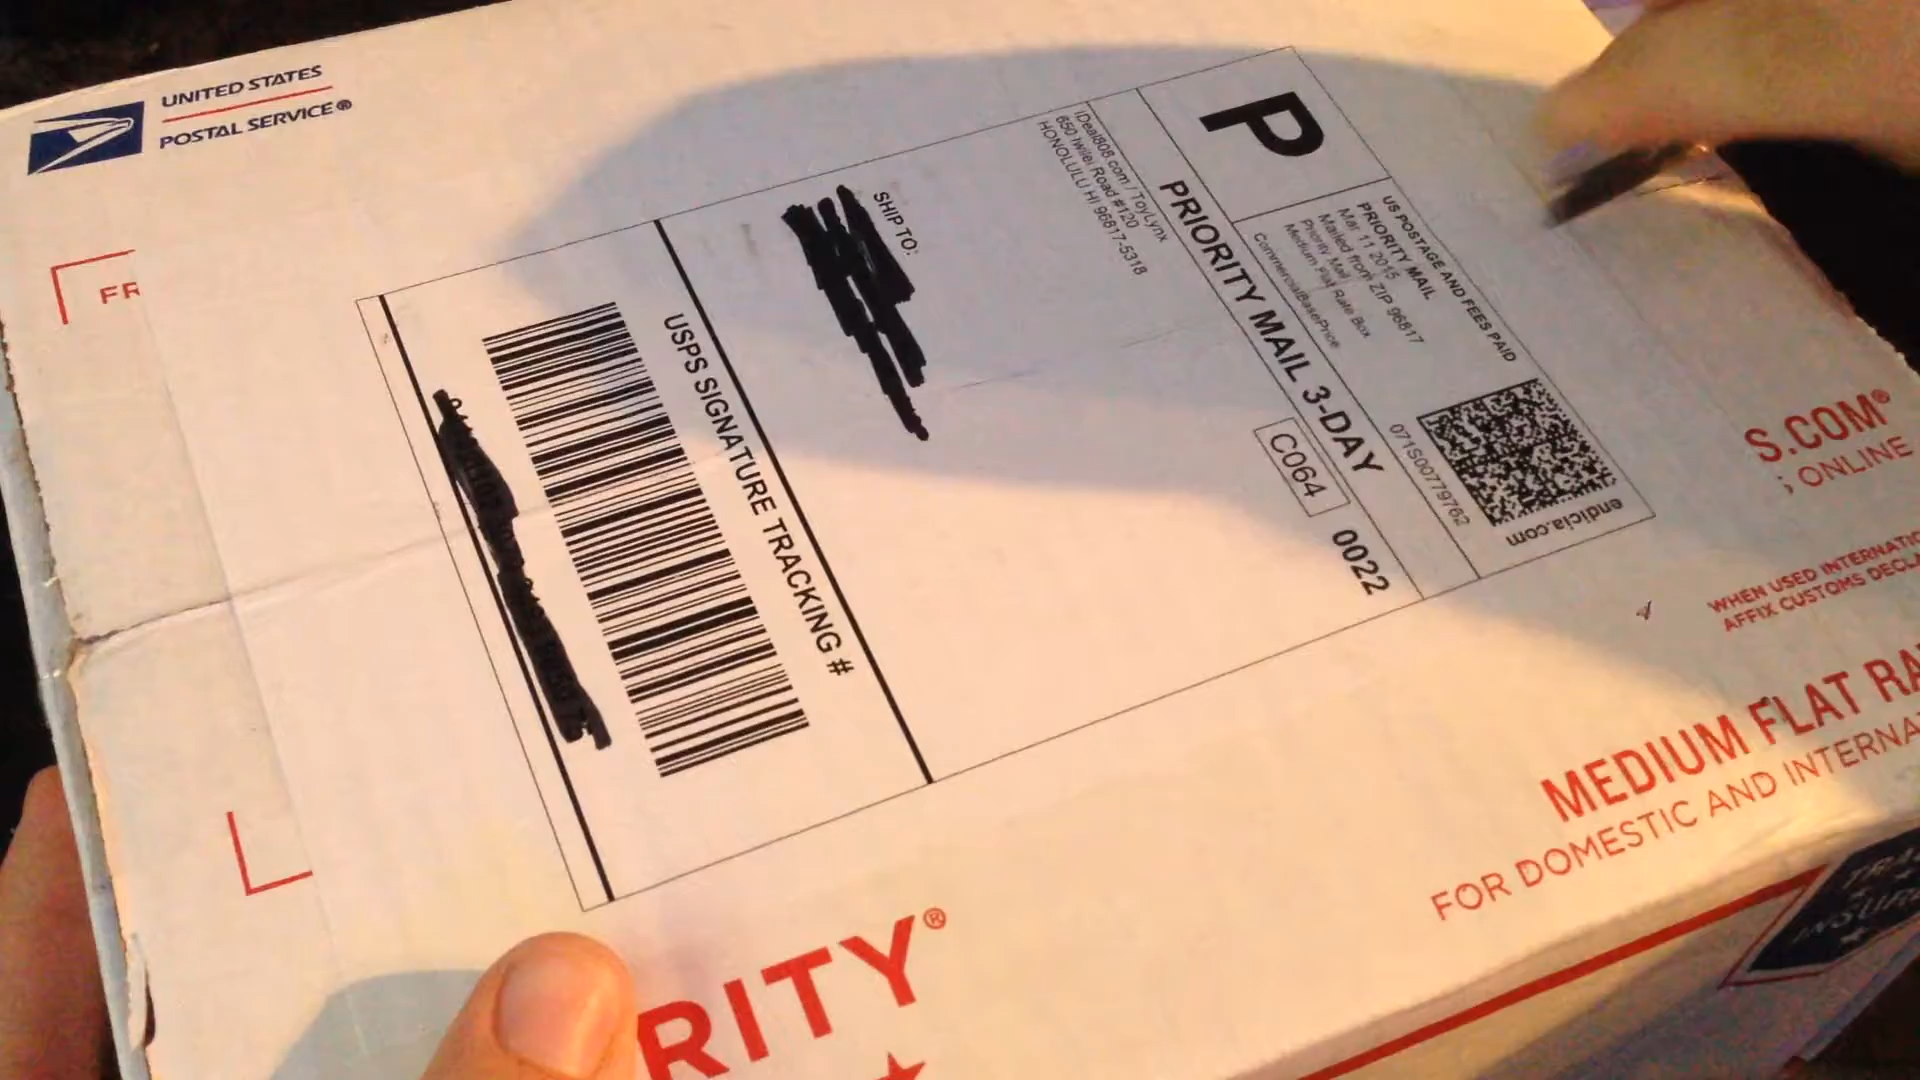 UNITED STATES
POSTAL SERVICE®
FR
P
US POSTAGE AND FEES PAID
PRIORITY MAIL
Mar 11 2015
Mailed from ZIP 96817
Priority Mail
Medium Flat Rate Box
CommercialBasePrice
071S00779762
endicia.com
PRIORITY MAIL 3-DAY
iDeal808.com / ToyLynx
650 Iwilei Road #120
HONOLULU HI 96817-5318
0022
C064
SHIP TO:
USPS SIGNATURE TRACKING #
S.COM®
ONLINE
WHEN USED INTERNATIO
AFFIX CUSTOMS DECLA
MEDIUM FLAT RA
FOR DOMESTIC AND INTERNA
RITY®